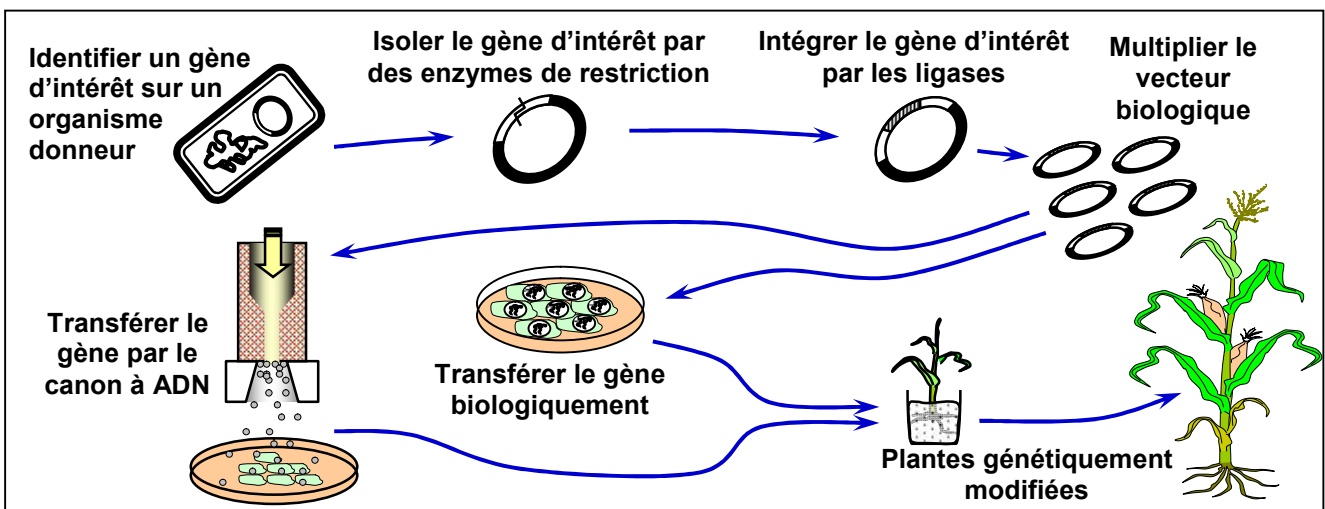 Identifier un gène
d'intérêt sur un
organisme
donneur
Isoler le gène d'intérêt par
des enzymes de restriction
Intégrer le gène d'intérêt
par les ligases
Multiplier le
vecteur
biologique
Transférer le
gène par le
canon à ADN
Transférer le gène
biologiquement
Plantes génétiquement
modifiées